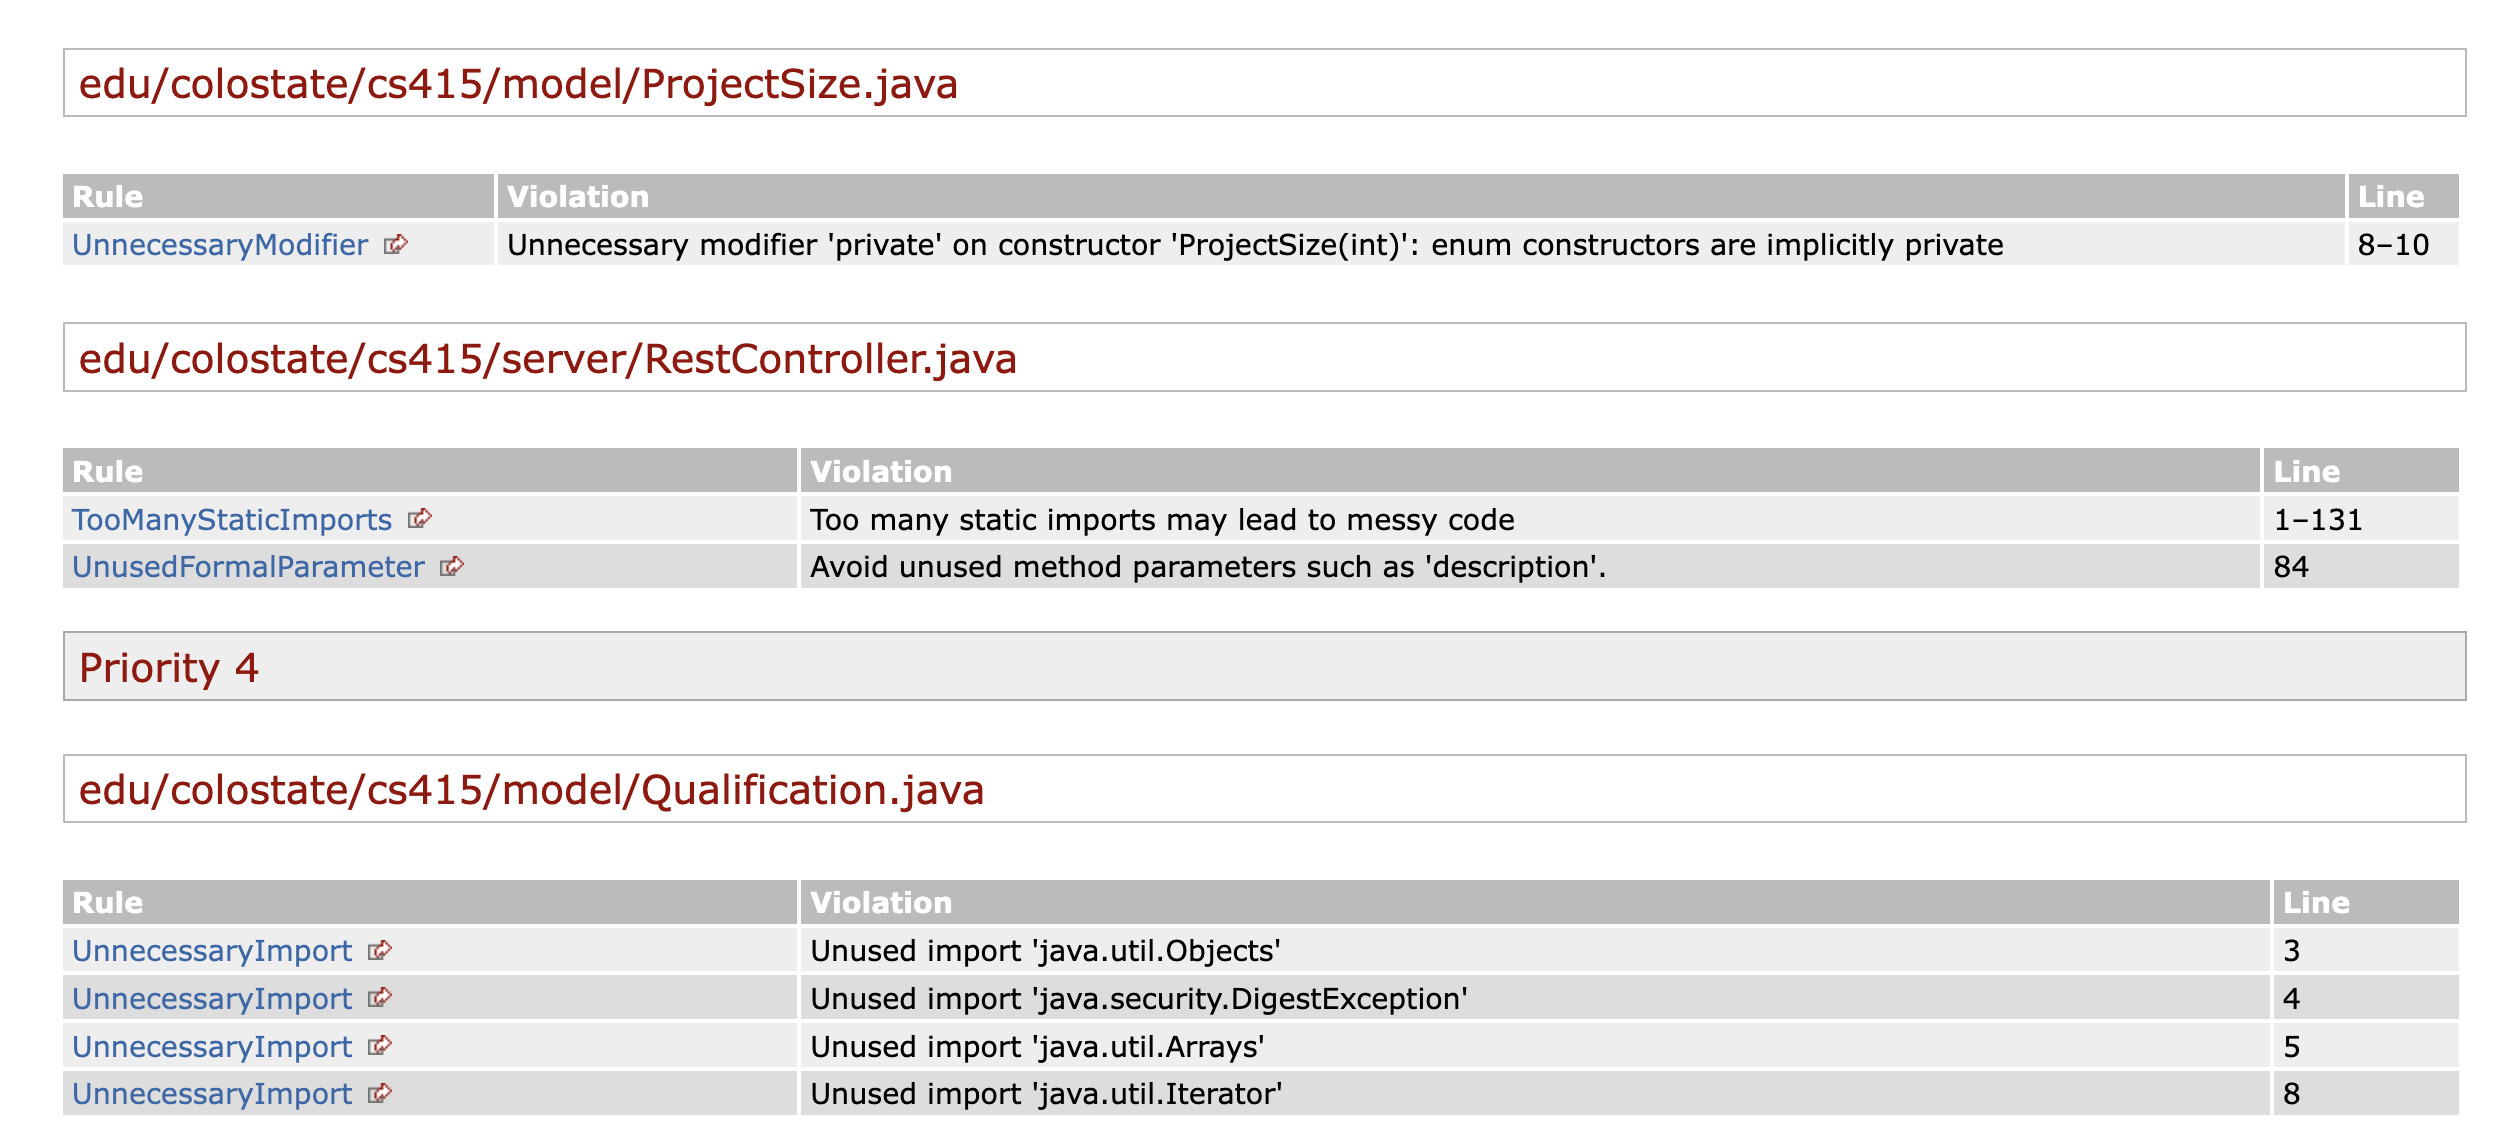 edu/colostate/cs415/model/ProjectSize.java
Rule Violation Line
UnnecessaryModifier Unnecessary modifier 'private' on constructor 'ProjectSize(int)': enum constructors are implicitly private 8–10
edu/colostate/cs415/server/RestController.java
Rule Violation Line
TooManyStaticImports Too many static imports may lead to messy code 1–131
UnusedFormalParameter Avoid unused method parameters such as 'description'. 84
Priority 4
edu/colostate/cs415/model/Qualification.java
Rule Violation Line
UnnecessaryImport Unused import 'java.util.Objects' 3
UnnecessaryImport Unused import 'java.security.DigestException' 4
UnnecessaryImport Unused import 'java.util.Arrays' 5
UnnecessaryImport Unused import 'java.util.Iterator' 8